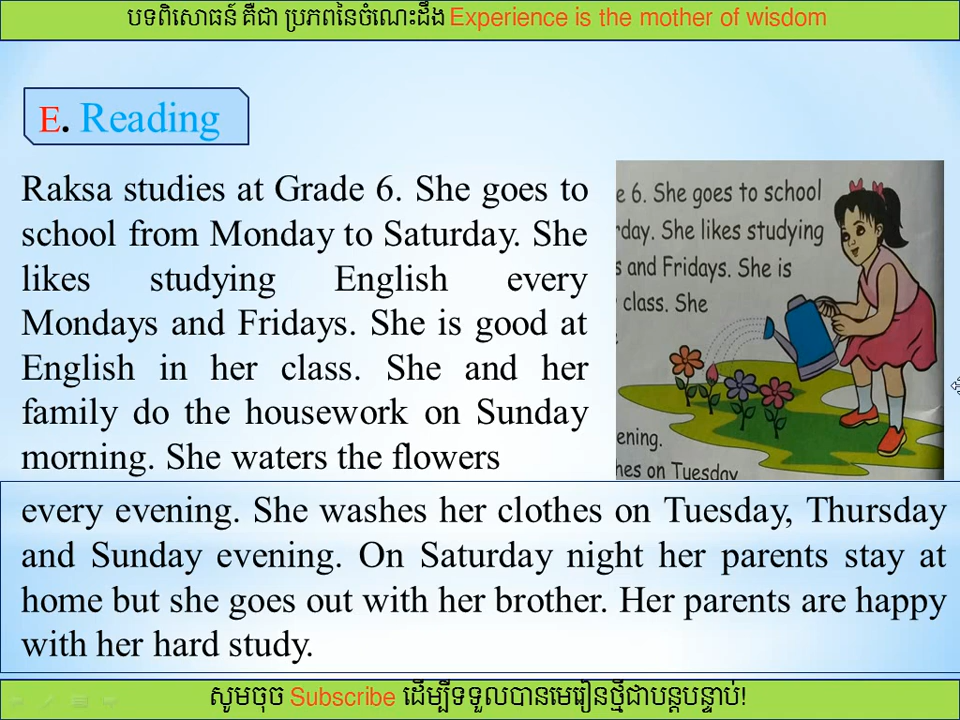 បទពិសោធន៍ គឺជា ប្រភពនៃចំណេះដឹង Experience is the mother of wisdom
E. Reading
Raksa studies at Grade 6. She goes to
school from Monday to Saturday. She
likes studying English every
Mondays and Fridays. She is good at
English in her class. She and her
family do the housework on Sunday
morning. She waters the flowers
e 6. She goes to school
rday. She likes studying
s and Fridays. She is
class. She
ening.
hes on Tuesday
every evening. She washes her clothes on Tuesday, Thursday
and Sunday evening. On Saturday night her parents stay at
home but she goes out with her brother. Her parents are happy
with her hard study.
សូមចុច Subscribe ដើម្បីទទួលបានមេរៀនថ្មីជាបន្តបន្ទាប់!